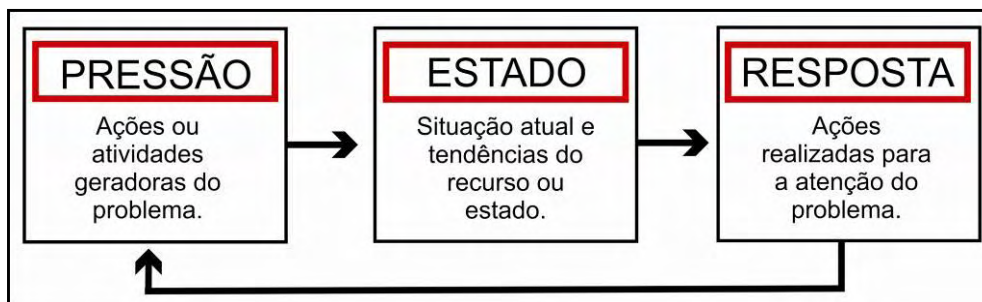 PRESSÃO
Ações ou
atividades
geradoras do
problema.
ESTADO
Situação atual e
tendências do
recurso ou
estado.
RESPOSTA
Ações
realizadas para
a atenção do
problema.